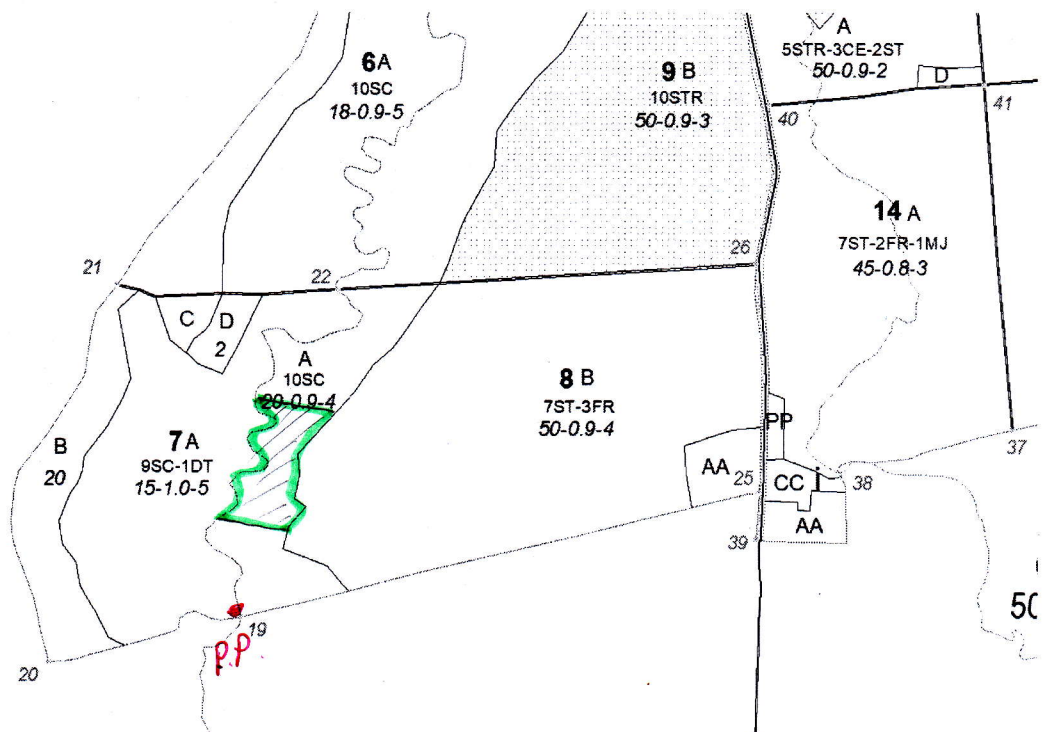 A
5STR-3CE-2ST
50-0.9-2
6 A
10SC
18-0.9-5
9 B
10STR
50-0.9-3
D
40
41
14 A
7ST-2FR-1MJ
45-0.8-3
21
22
26
C
D
2
A
10SC
20-0.9-4
8 B
7ST-3FR
50-0.9-4
B
20
7 A
9SC-1DT
15-1.0-5
PP
AA
25
CC
38
37
39
AA
50
19
20
P.P.